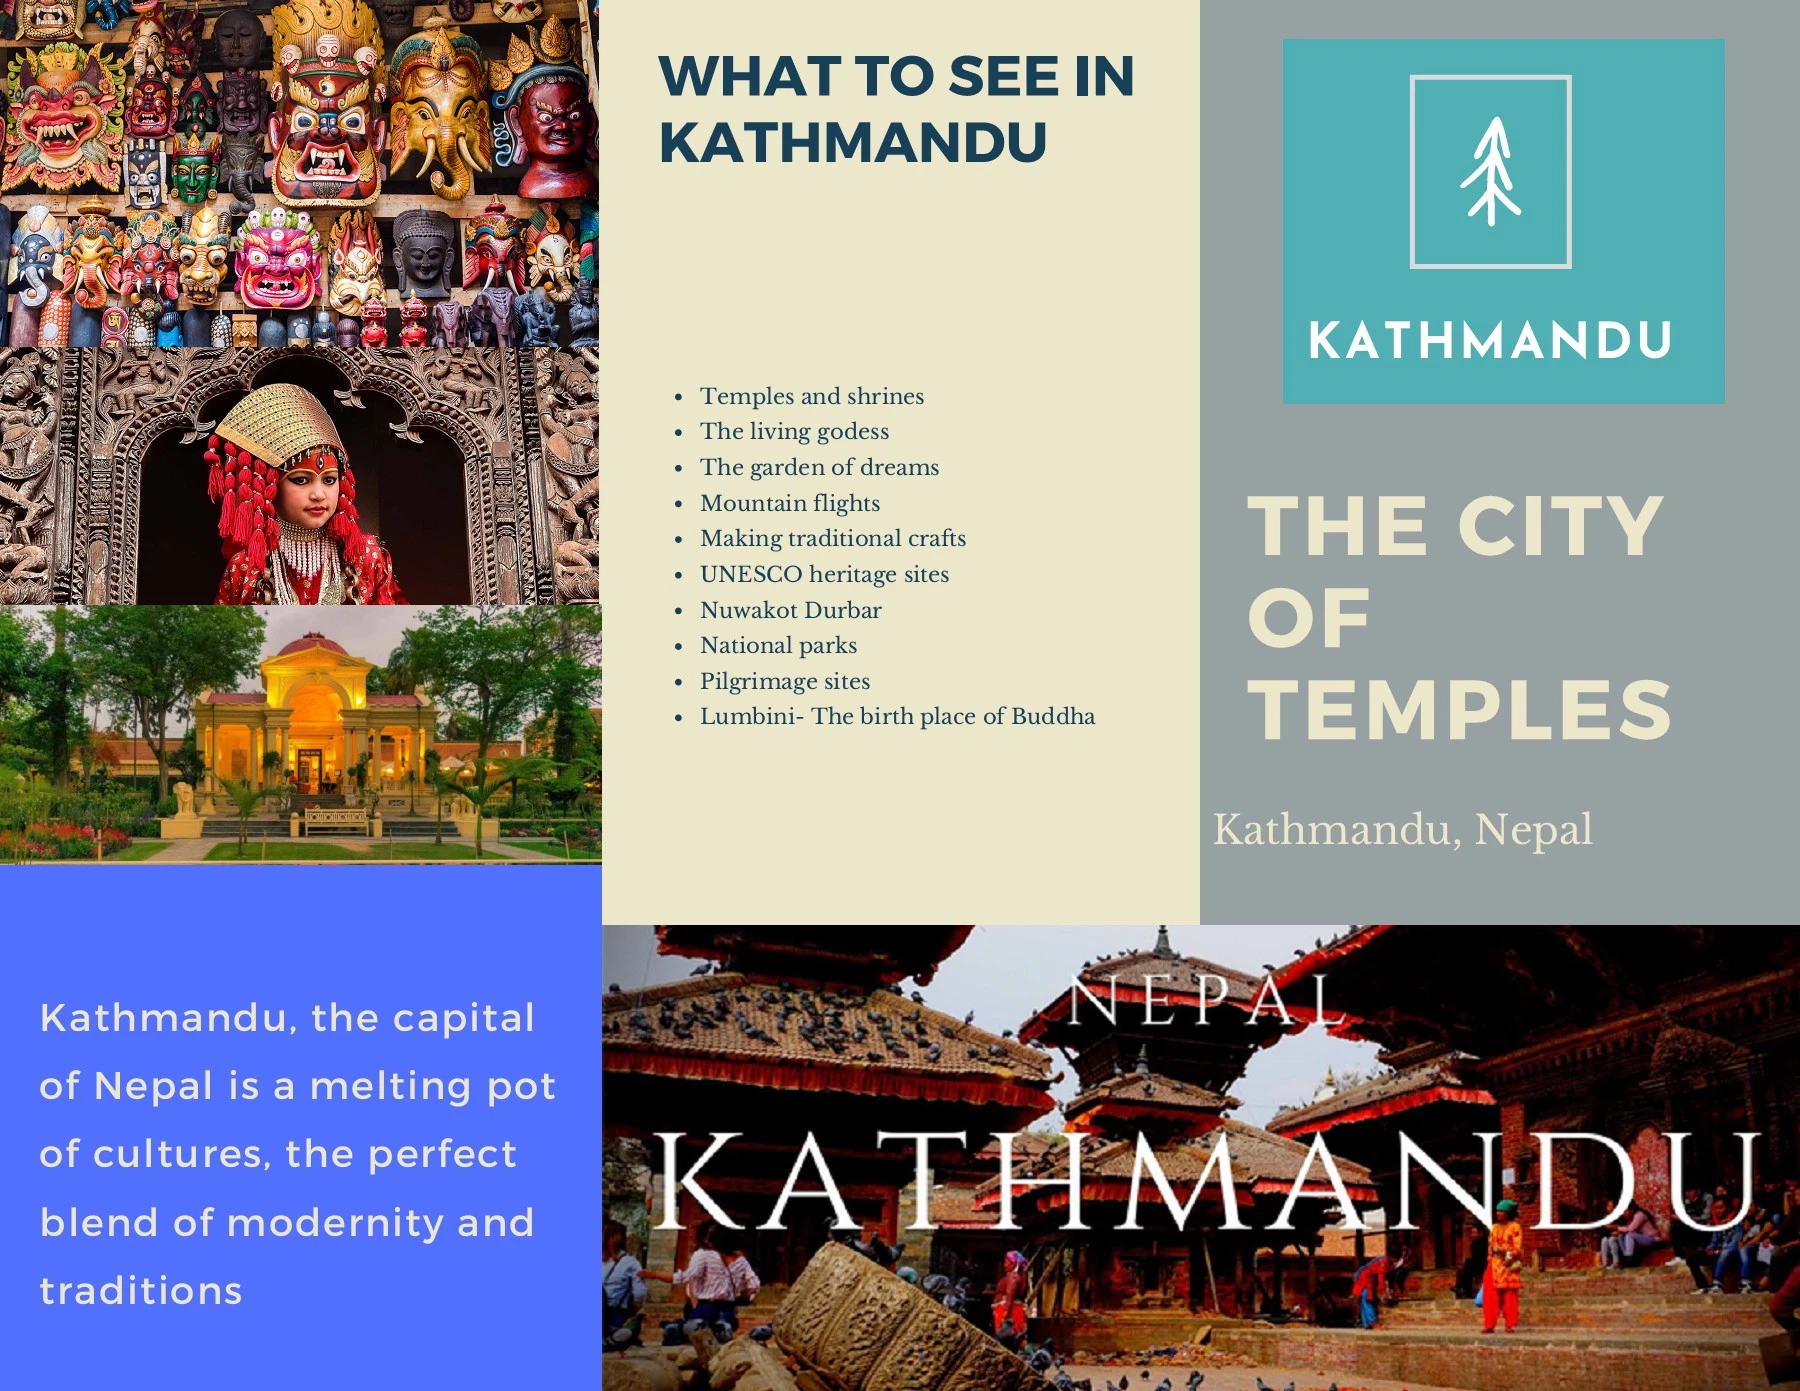 WHAT TO SEE IN
KATHMANDU
Temples and shrines
The living godess
The garden of dreams
Mountain flights
Making traditional crafts
UNESCO heritage sites
Nuwakot Durbar
National parks
Pilgrimage sites
Lumbini- The birth place of Buddha
KATHMANDU
THE CITY
OF
TEMPLES
Kathmandu, Nepal
Kathmandu, the capital
of Nepal is a melting pot
of cultures, the perfect
blend of modernity and
traditions
NEPAL
KATHMANDU